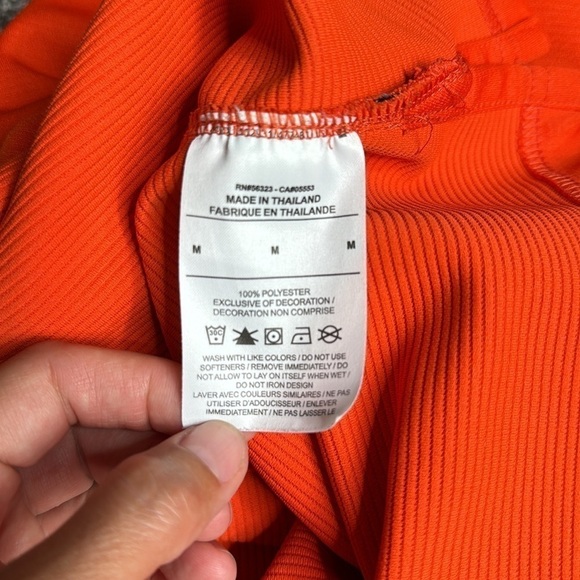 RN#56323 - CA#05553
MADE IN THAILAND
FABRIQUE EN THAILANDE
M M M
100% POLYESTER
EXCLUSIVE OF DECORATION /
DECORATION NON COMPRISE
30C
WASH WITH LIKE COLORS / DO NOT USE
SOFTENERS / REMOVE IMMEDIATELY / DO
NOT ALLOW TO LAY ON ITSELF WHEN WET /
DO NOT IRON DESIGN
LAVER AVEC COULEURS SIMILAIRES / NE PAS
UTILISER D'ADOUCISSEUR / ENLEVER
IMMEDIATEMENT / NE PAS LAISSER LE